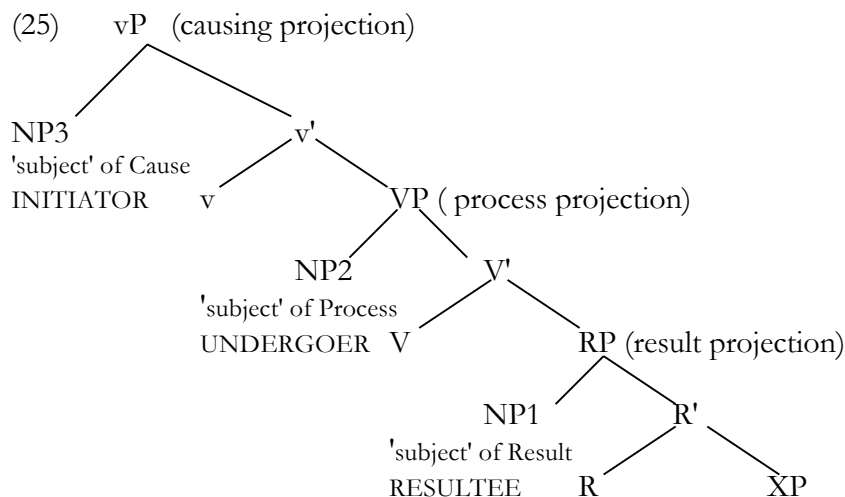 (25) vP (causing projection)
NP3 v'
'subject' of Cause
INITIATOR v VP ( process projection)
NP2 V'
'subject' of Process
UNDERGOER V RP (result projection)
NP1 R'
'subject' of Result
RESULTEE R XP